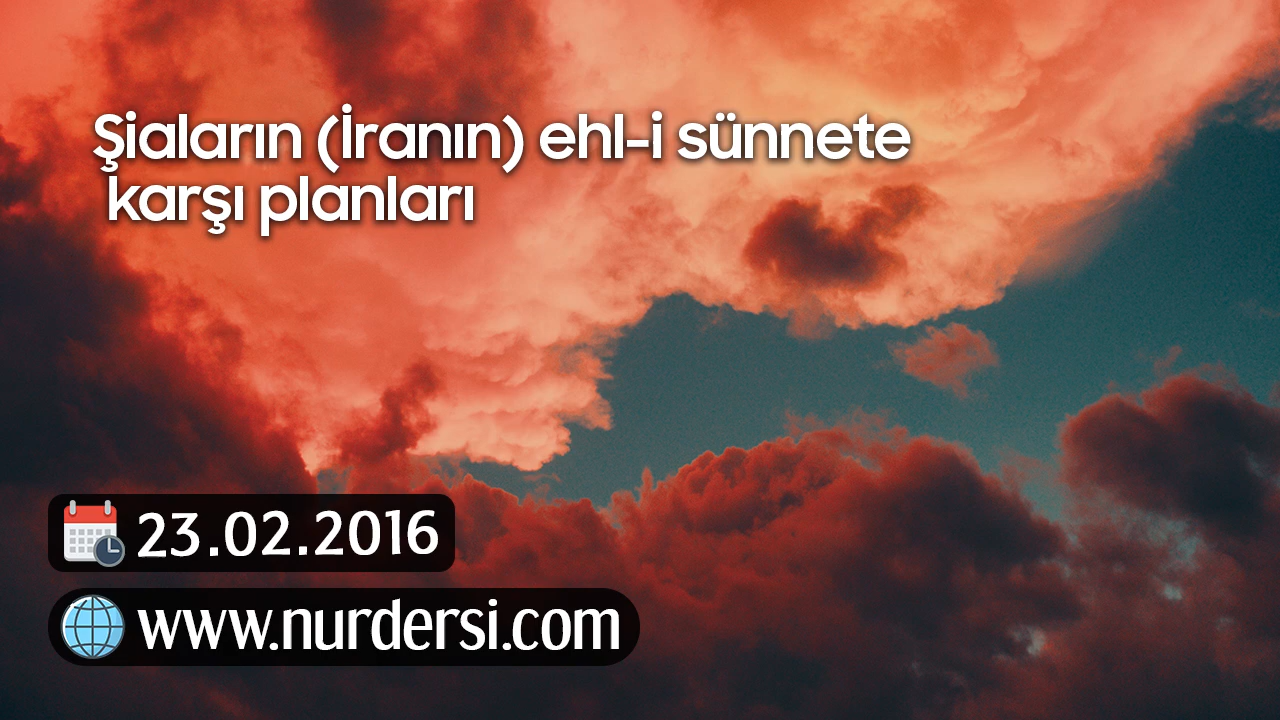 Şiaların (İranın) ehl-i sünnete
karşı planları
23.02.2016
www.nurdersi.com